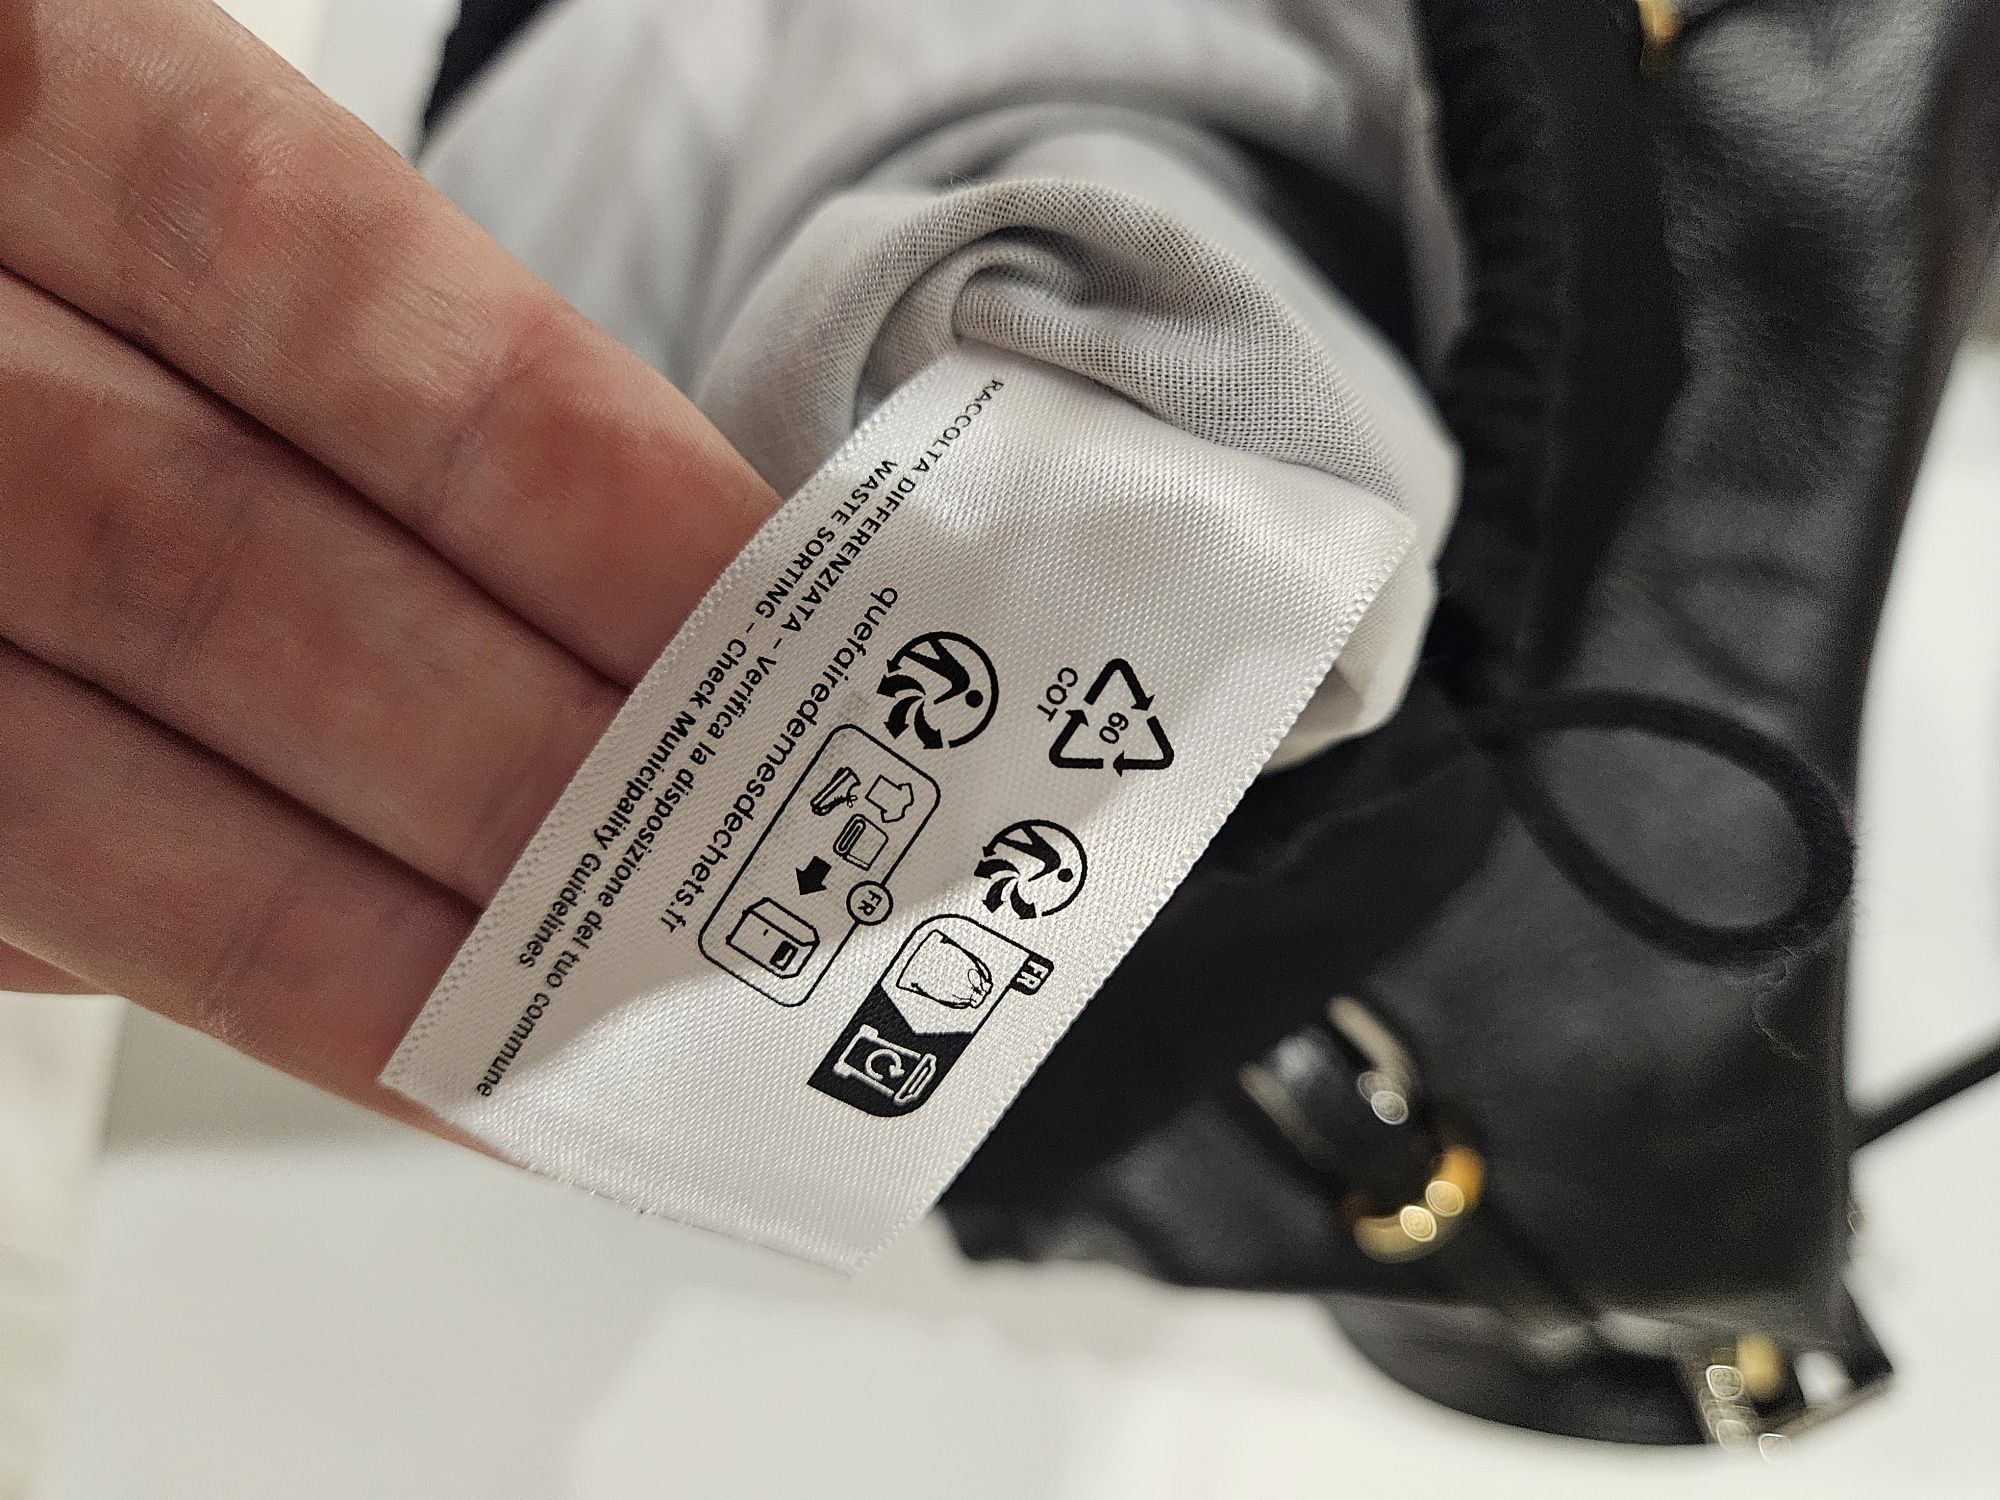 60
COT
FR
FR
quefairedemesdechets.fr
WASTE SORTING – Check Municipality Guidelines
RACCOLTA DIFFERENZIATA – Verifica la disposizione del tuo commune